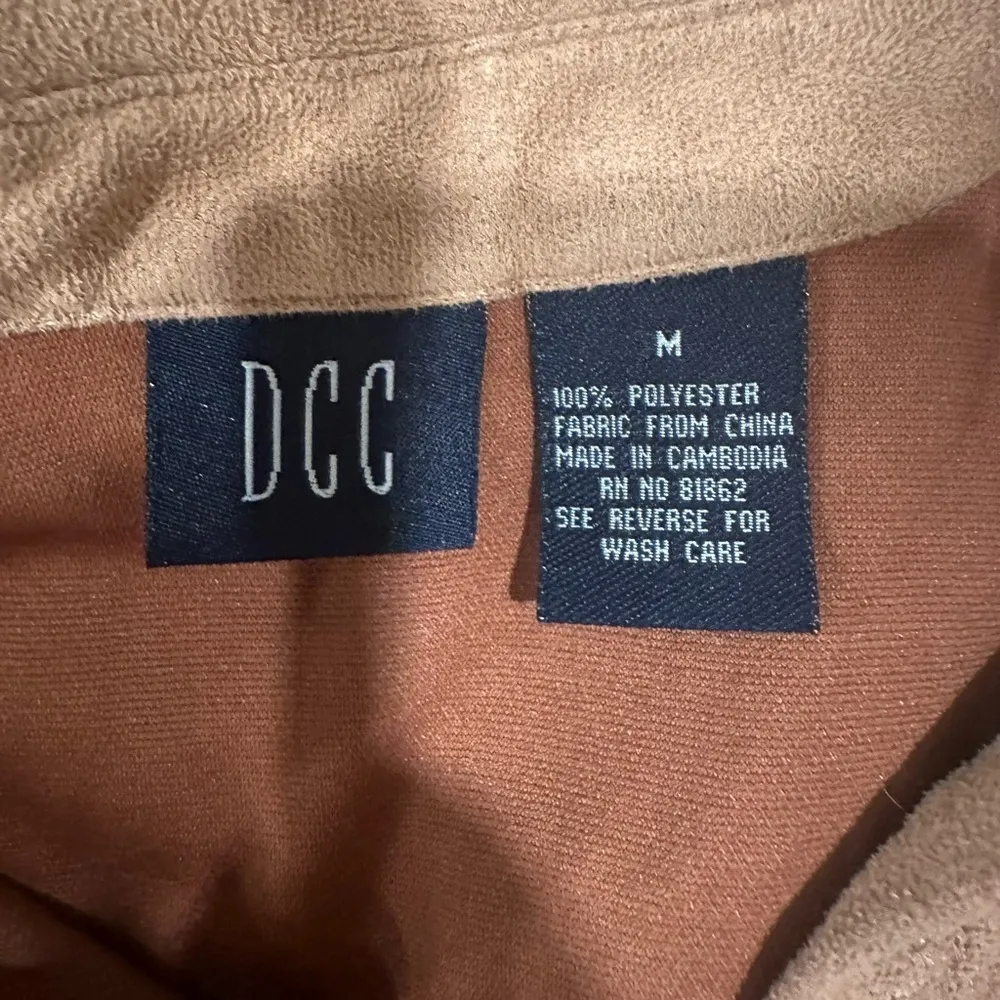 DCC
M
100% POLYESTER
FABRIC FROM CHINA
MADE IN CAMBODIA
RN NO 81862
SEE REVERSE FOR
WASH CARE